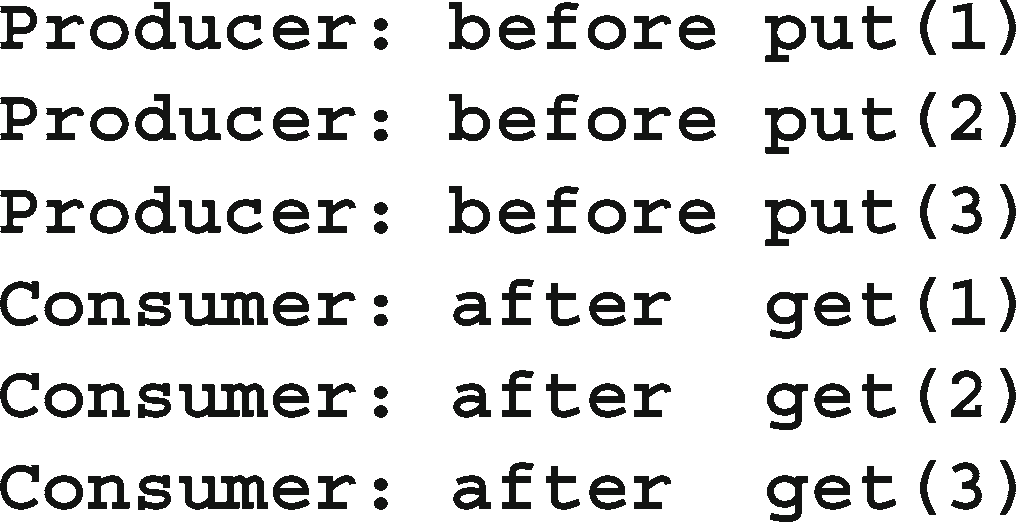 Producer: before put(1)
Producer: before put(2)
Producer: before put(3)
Consumer: after  get(1)
Consumer: after  get(2)
Consumer: after  get(3)